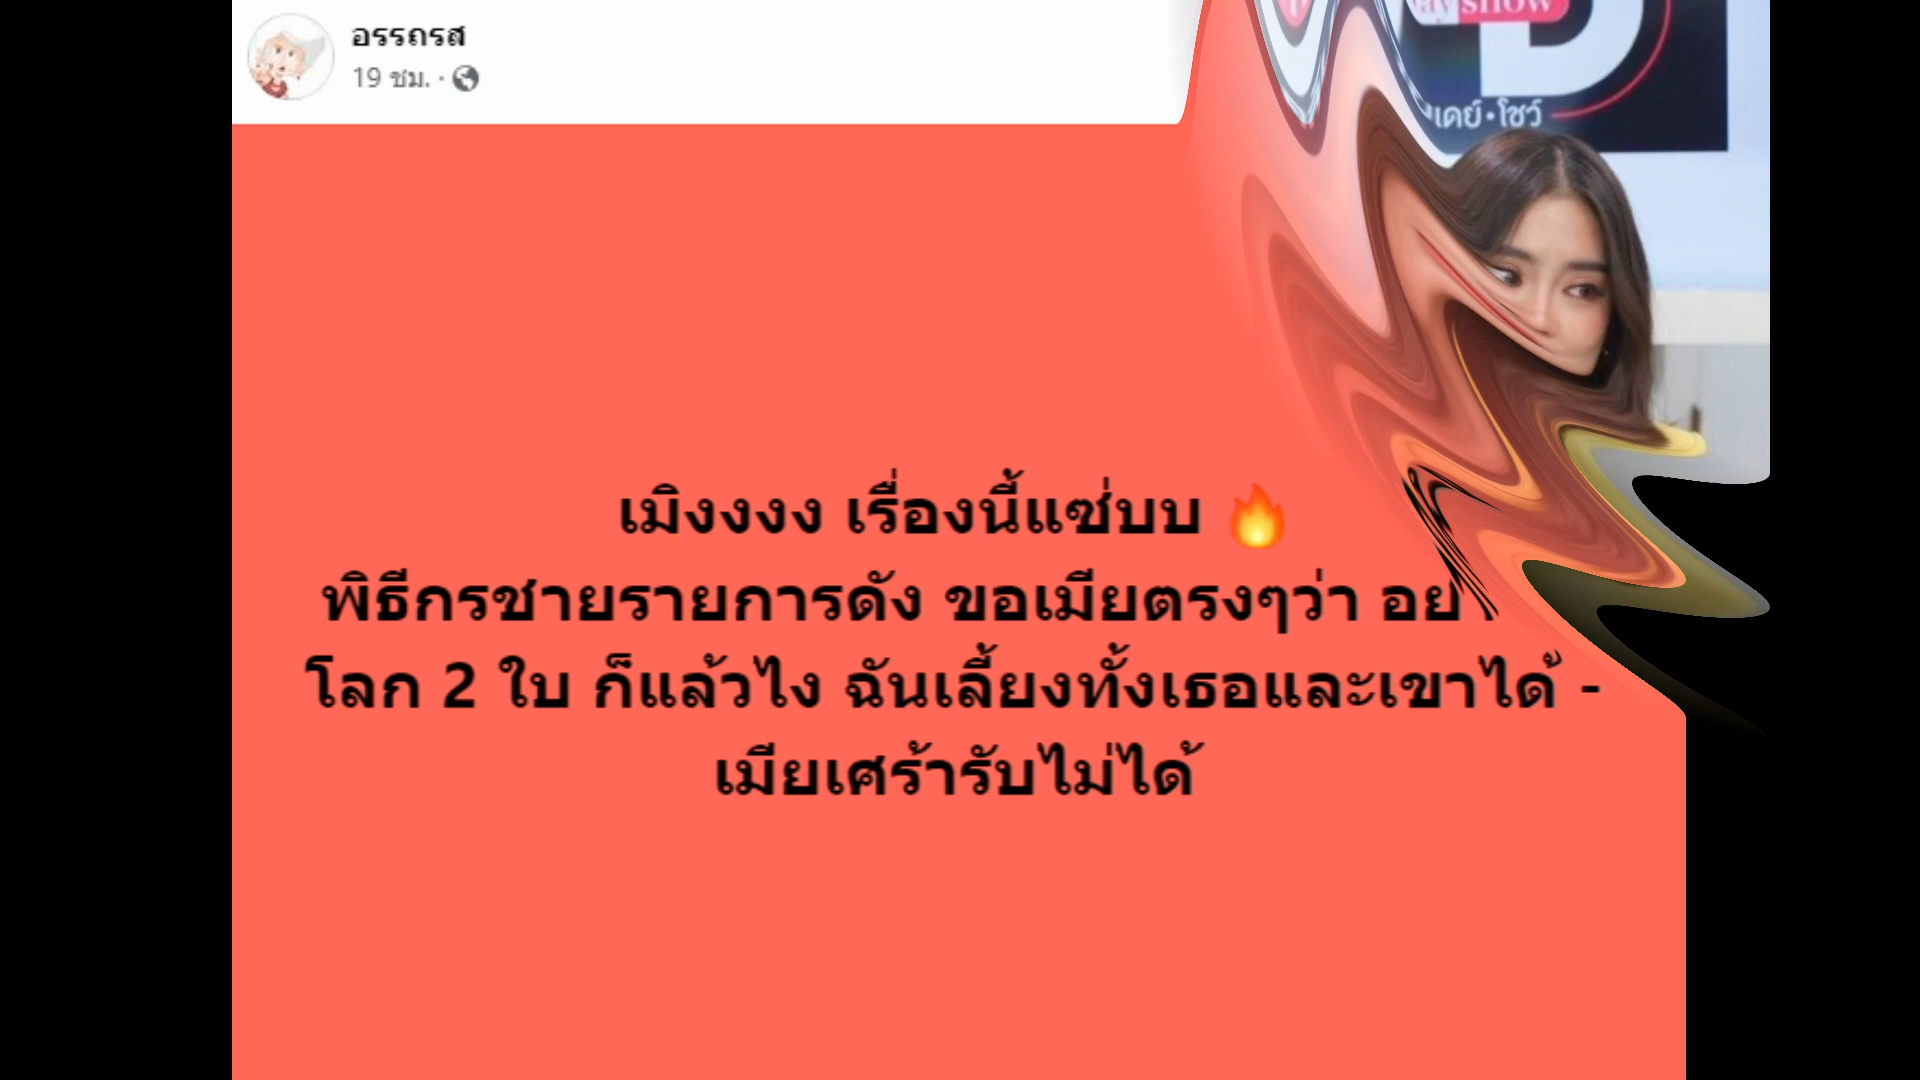 อรรถรส
19 ชม.
show
เดย์•โชว์
เมิงงงง เรื่องนี้แซ่บบ 🔥
พิธีกรชายรายการดัง ขอเมียตรงๆว่า
โลก 2 ใบ ก็แล้วไง ฉันเลี้ยงทั้งเธอและเขาได้ -
เมียเศร้ารับไม่ได้